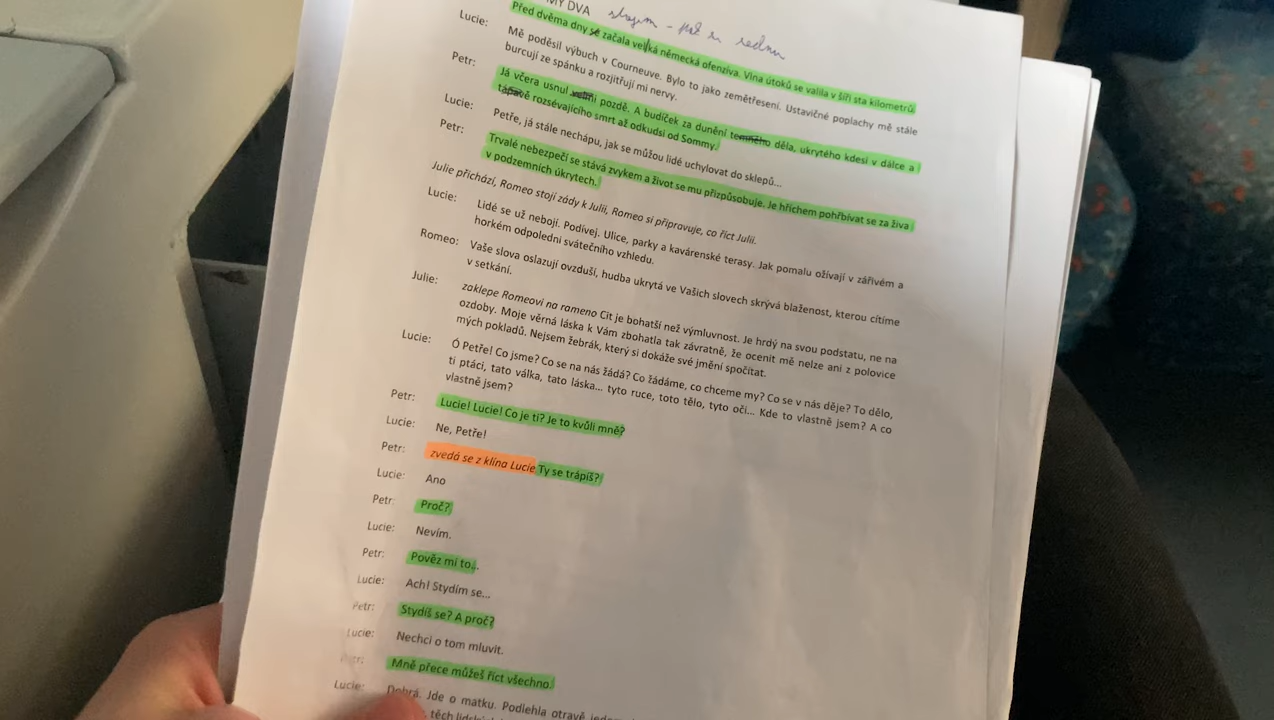 MY DVA
Před dvěma dny se začala velká německá ofenziva. Vlna útoků se valila v šíři sta kilometrů.
Lucie: Mě poděsil výbuch v Courneuve. Bylo to jako zemětřesení. Ustavičné poplachy mě stále
burcují ze spánku a rozjitřují mi nervy.
Petr: Já včera usnul velmi pozdě. A budíček za dunění temného děla, ukrytého kdesi v dálce a
tápavě rozsévajícího smrt až odkudsi od Sommy.
Lucie: Petře, já stále nechápu, jak se můžou lidé uchylovat do sklepů...
Petr: Trvalé nebezpečí se stává zvykem a život se mu přizpůsobuje. Je hříchem pohřbívat se za živa
v podzemních úkrytech.
Julie přichází, Romeo stojí zády k Julii, Romeo si připravuje, co říct Julii.
Lucie: Lidé se už nebojí. Podívej. Ulice, parky a kavárenské terasy. Jak pomalu ožívají v zářivém a
horkém odpoledni svátečního vzhledu.
Romeo: Vaše slova oslazují ovzduší, hudba ukrytá ve Vašich slovech skrývá blaženost, kterou cítíme
v setkání.
Julie: zaklepe Romeovi na rameno Cit je bohatší než výmluvnost. Je hrdý na svou podstatu, ne na
ozdoby. Moje věrná láska k Vám zbohatla tak závratně, že ocenit mě nelze ani z polovice
mých pokladů. Nejsem žebrák, který si dokáže své jmění spočítat.
Lucie: Ó Petře! Co jsme? Co se na nás žádá? Co žádáme, co chceme my? Co se v nás děje? To dělo,
ti ptáci, tato válka, tato láska... tyto ruce, toto tělo, tyto oči... Kde to vlastně jsem? A co
vlastně jsem?
Petr: Lucie! Lucie! Co je ti? Je to kvůli mně?
Lucie: Ne, Petře!
Petr: zvedá se z klína Lucie Ty se trápíš?
Lucie: Ano
Petr: Proč?
Lucie: Nevím.
Petr: Pověz mi to...
Lucie: Ach! Stydím se...
Petr: Stydíš se? A proč?
Lucie: Nechci o tom mluvit.
Petr: Mně přece můžeš říct všechno.
Lucie: Dobrá. Jde o matku. Podlehla otravě
těch